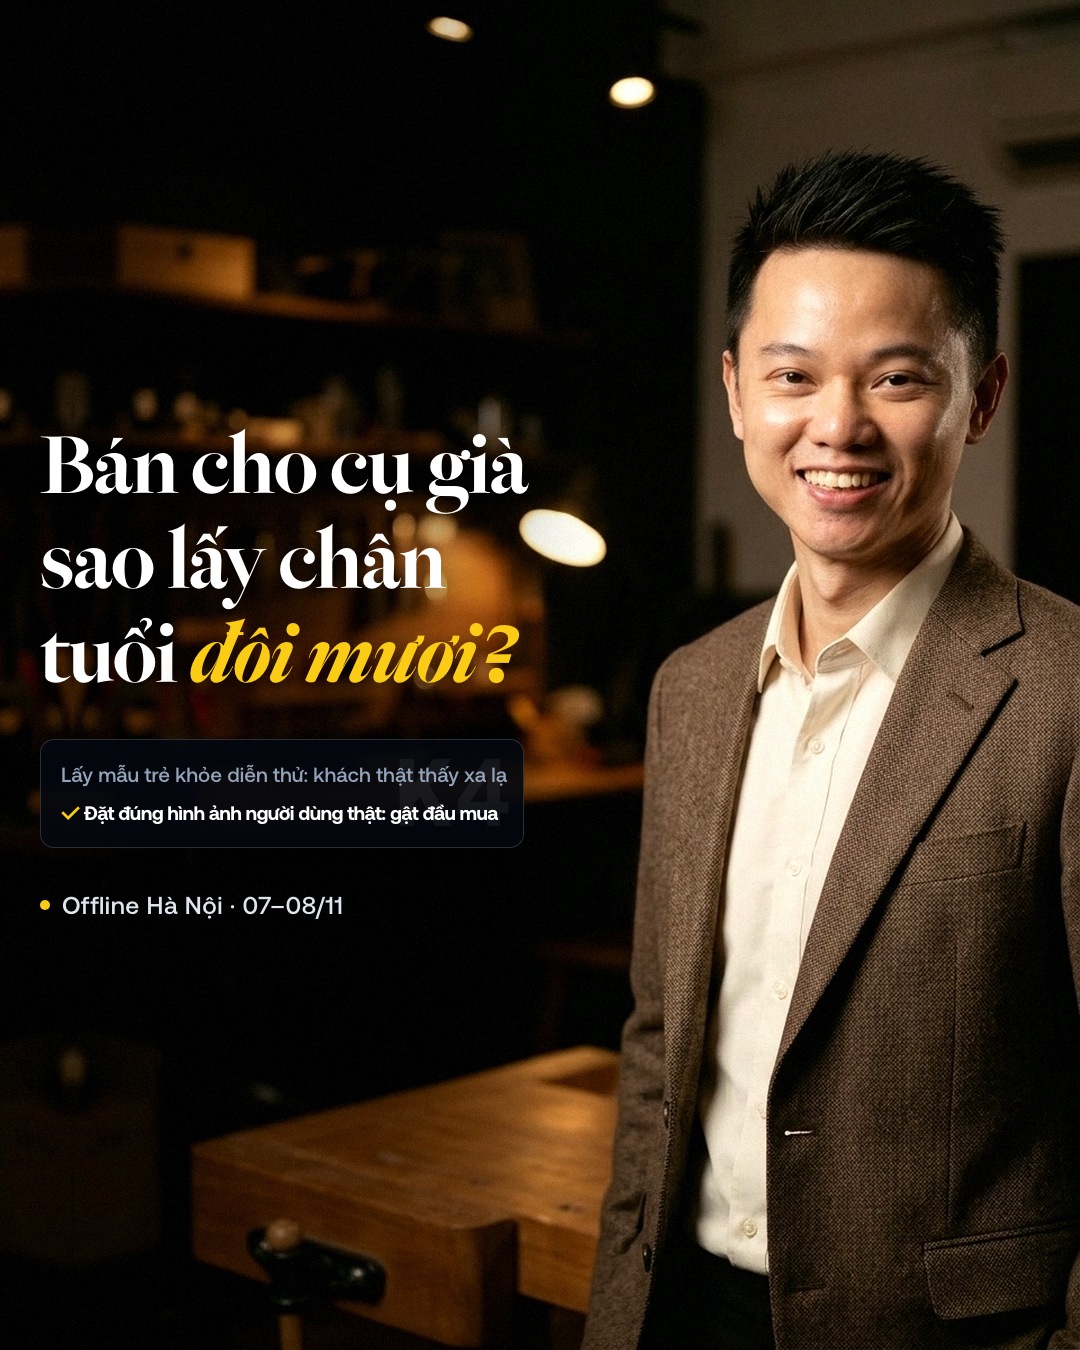 Bán cho cụ già
sao lấy chân
tuổi đôi mươi?
Lấy mẫu trẻ khỏe diễn thử: khách thật thấy xa lạ
Đặt đúng hình ảnh người dùng thật: gật đầu mua
K4
Offline Hà Nội · 07–08/11